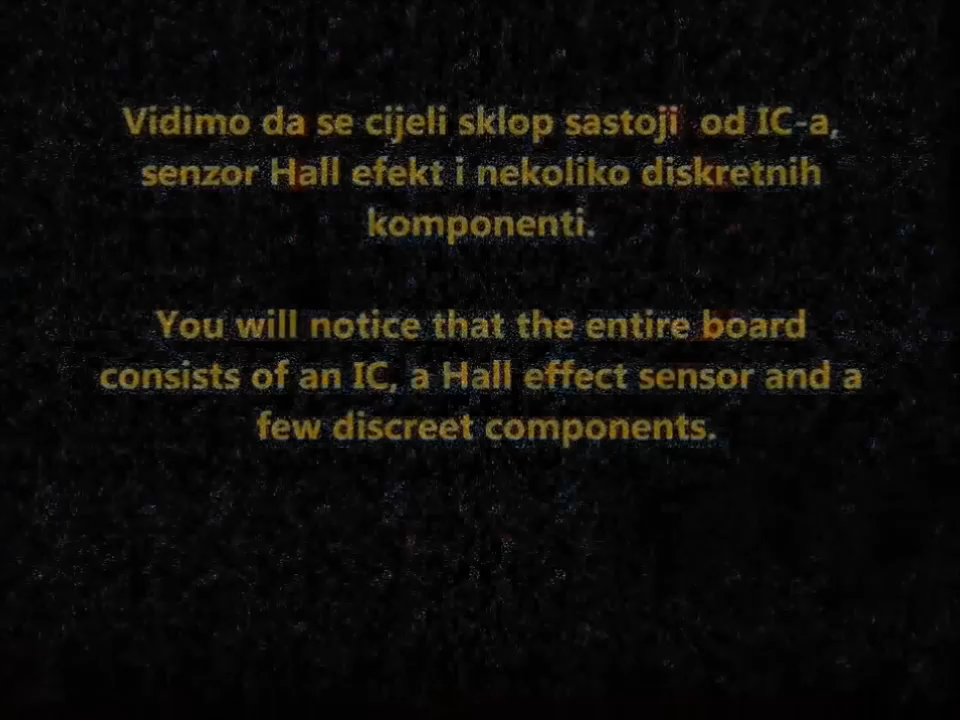 Vidimo da se cijeli sklop sastoji  od IC-a,
senzor Hall efekt i nekoliko diskretnih
komponenti.
You will notice that the entire board
consists of an IC, a Hall effect sensor and a
few discreet components.